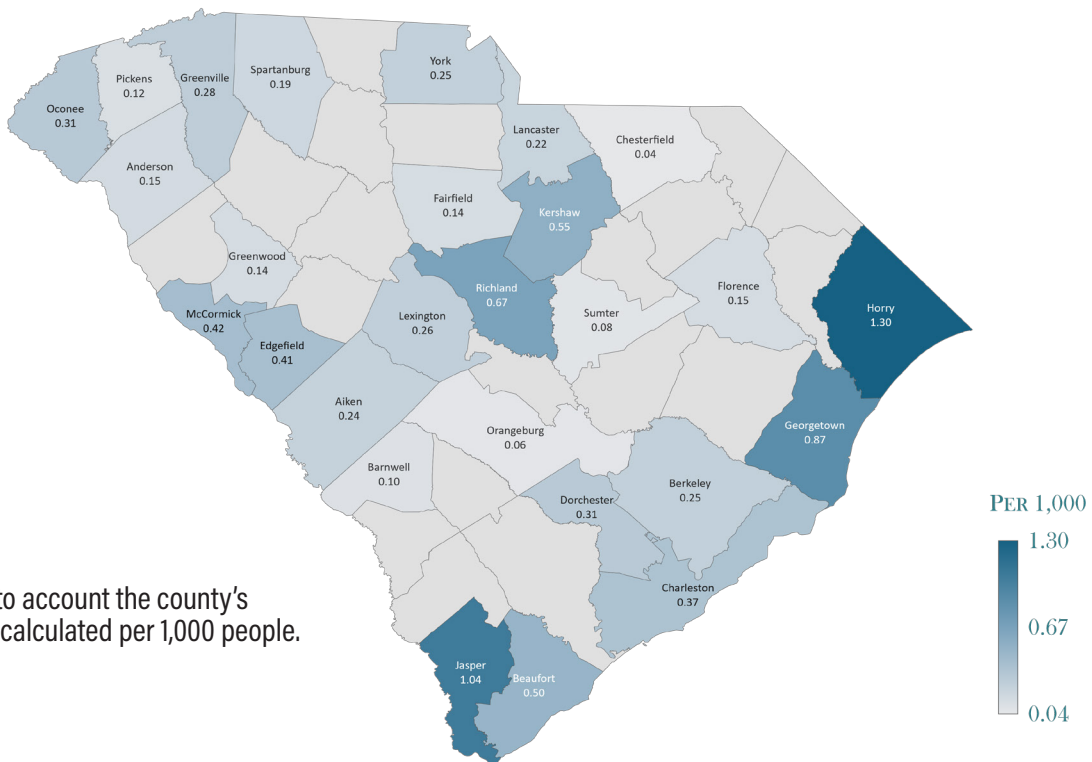 York
0.25
Spartanburg
0.19
Greenville
0.28
Pickens
0.12
Oconee
0.31
Lancaster
0.22
Chesterfield
0.04
Anderson
0.15
Fairfield
0.14
Kershaw
0.55
Greenwood
0.14
Richland
0.67
Florence
0.15
Horry
1.30
McCormick
0.42
Lexington
0.26
Sumter
0.08
Edgefield
0.41
Aiken
0.24
Georgetown
0.87
Orangeburg
0.06
Barnwell
0.10
Berkeley
0.25
Dorchester
0.31
Charleston
0.37
Jasper
1.04
Beaufort
0.50
to account the county's
calculated per 1,000 people.
PER 1,000
1.30
0.67
0.04